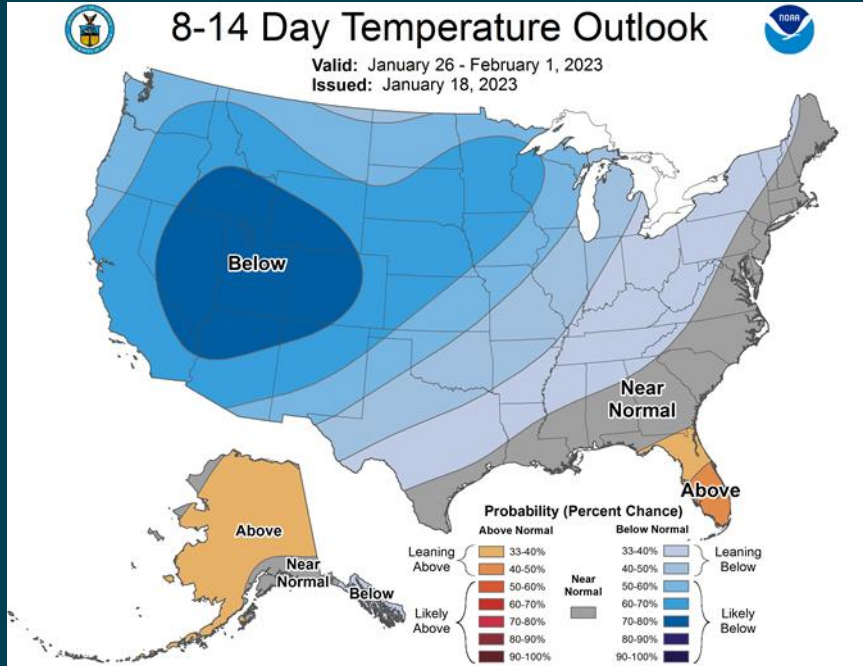 8-14 Day Temperature Outlook
Valid: January 26 - February 1, 2023
Issued: January 18, 2023
NOAA
Below
Near
Normal
Above
Above
Near
Normal
Below
Probability (Percent Chance)
Above Normal
Below Normal
Leaning
Above
33-40%
40-50%
Likely
Above
50-60%
60-70%
70-80%
80-90%
90-100%
Near
Normal
33-40%
40-50%
Leaning
Below
50-60%
60-70%
70-80%
80-90%
90-100%
Likely
Below